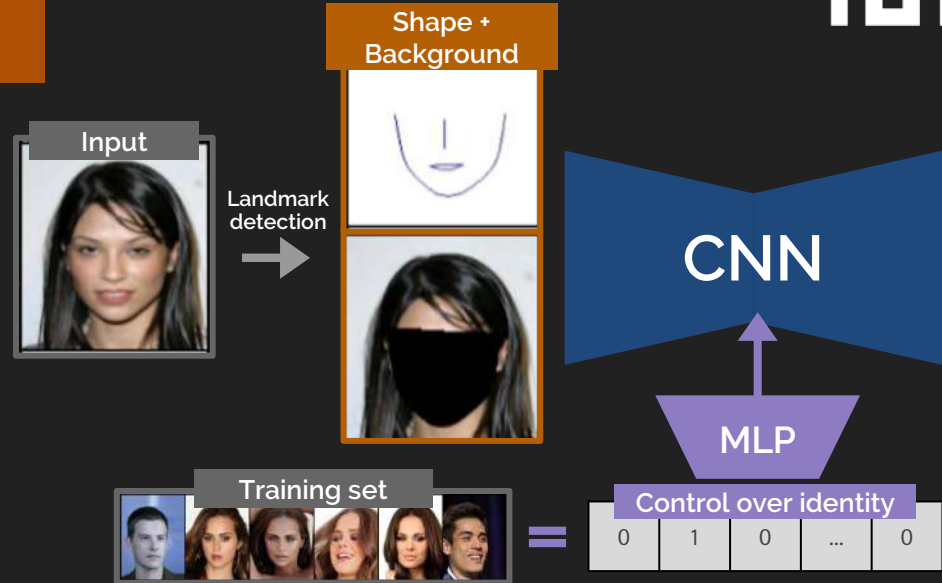 Shape +
Background
Input
Landmark
detection
CNN
MLP
Training set
=
Control over identity
0 1 0 ... 0